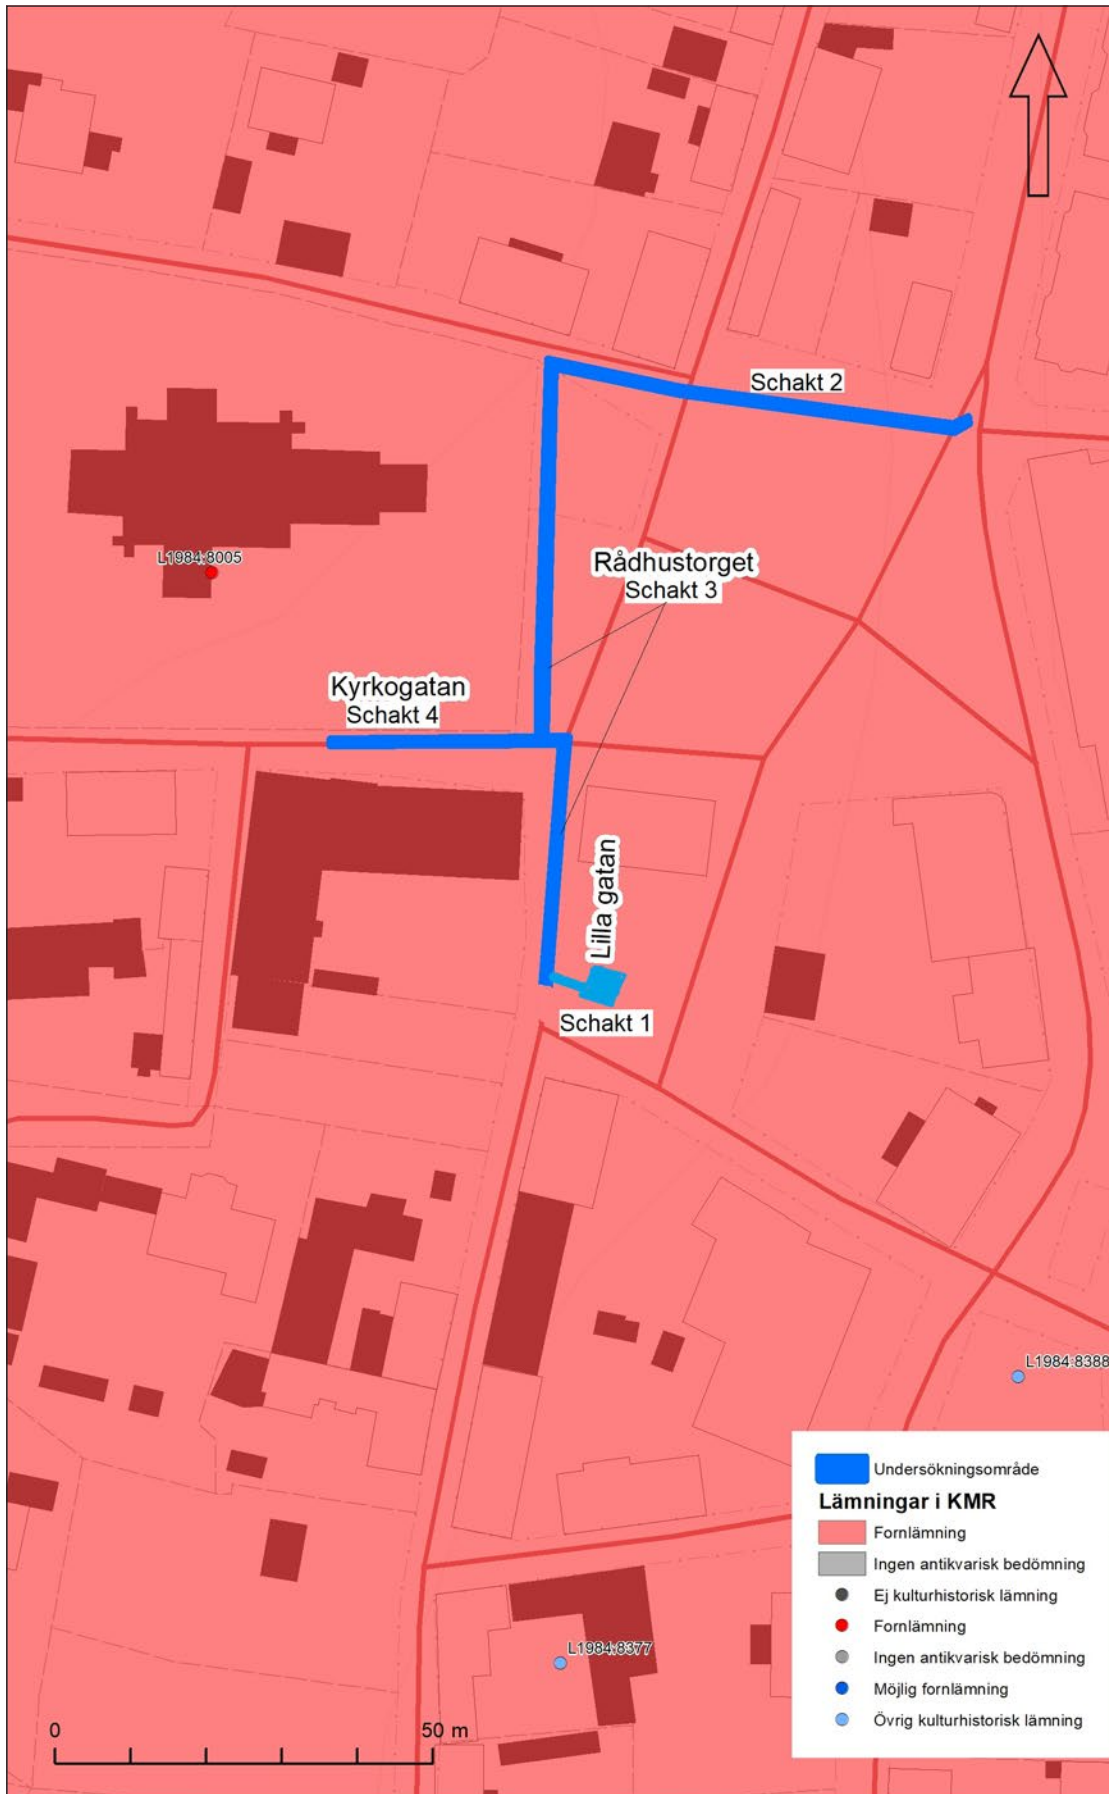 Schakt 2
L1984:8005
Rådhustorget
Schakt 3
Kyrkogatan
Schakt 4
Lilla gatan
Schakt 1
L1984:8388
Undersökningsområde
Lämningar i KMR
Fornlämning
Ingen antikvarisk bedömning
Ej kulturhistorisk lämning
Fornlämning
Ingen antikvarisk bedömning
Möjlig fornlämning
Övrig kulturhistorisk lämning
L1984:8377
0 50 m